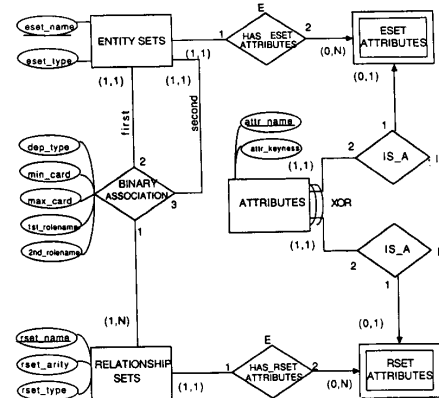 E
eset_name
ENTITY SETS
1
HAS ESET
ATTRIBUTES
2
ESET
ATTRIBUTES
eset_type
(1,1)
(0,N)
(1,1)
(1,1)
(0,1)
first
second
attr_name
attr_keyness
1
dep_type
(1,1)
2
IS_A
min_card
2
BINARY
ASSOCIATION
3
ATTRIBUTES
XOR
max_card
1
(1,1)
1st_rolename
2
IS_A
2nd_rolename
1
(1,N)
(0,1)
rset_name
E
rset_arity
RELATIONSHIP
SETS
1
HAS_RSET
ATTRIBUTES
2
RSET
ATTRIBUTES
rset_type
(1,1)
(0,N)